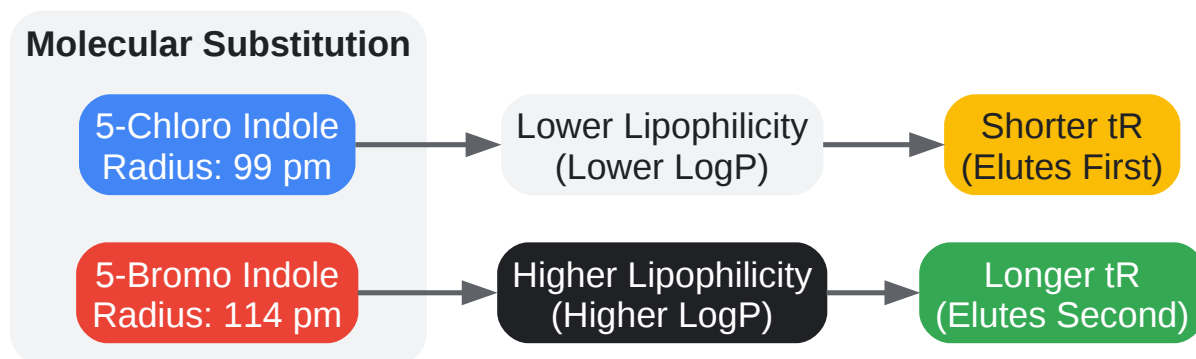 Molecular Substitution
5-Chloro Indole
Radius: 99 pm
Lower Lipophilicity
(Lower LogP)
Shorter tR
(Elutes First)
5-Bromo Indole
Radius: 114 pm
Higher Lipophilicity
(Higher LogP)
Longer tR
(Elutes Second)